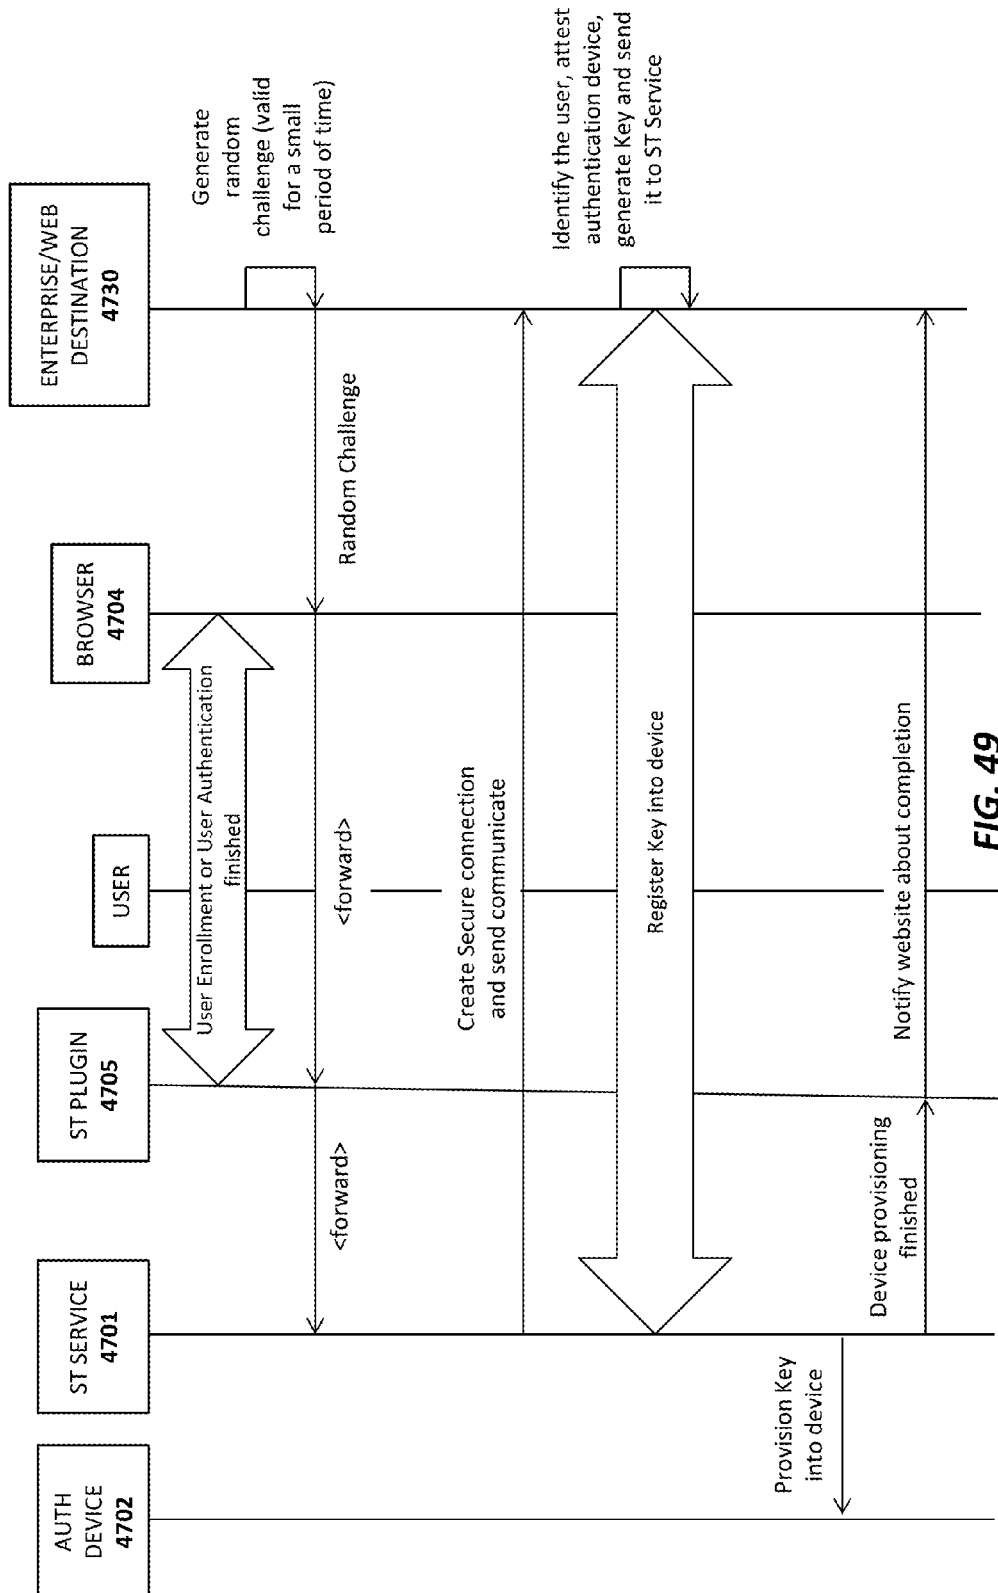 AUTH
DEVICE
4702
ST SERVICE
4701
ST PLUGIN
4705
USER
BROWSER
4704
ENTERPRISE/WEB
DESTINATION
4730
User Enrollment or User Authentication
finished
Generate
random
challenge (valid
for a small
period of time)
<forward>
<forward>
Random Challenge
Create Secure connection
and send communicate
Identify the user, attest
authentication device,
generate Key and send
it to ST Service
Register Key into device
Provision Key
into device
Device provisioning
finished
Notify website about completion
FIG. 49